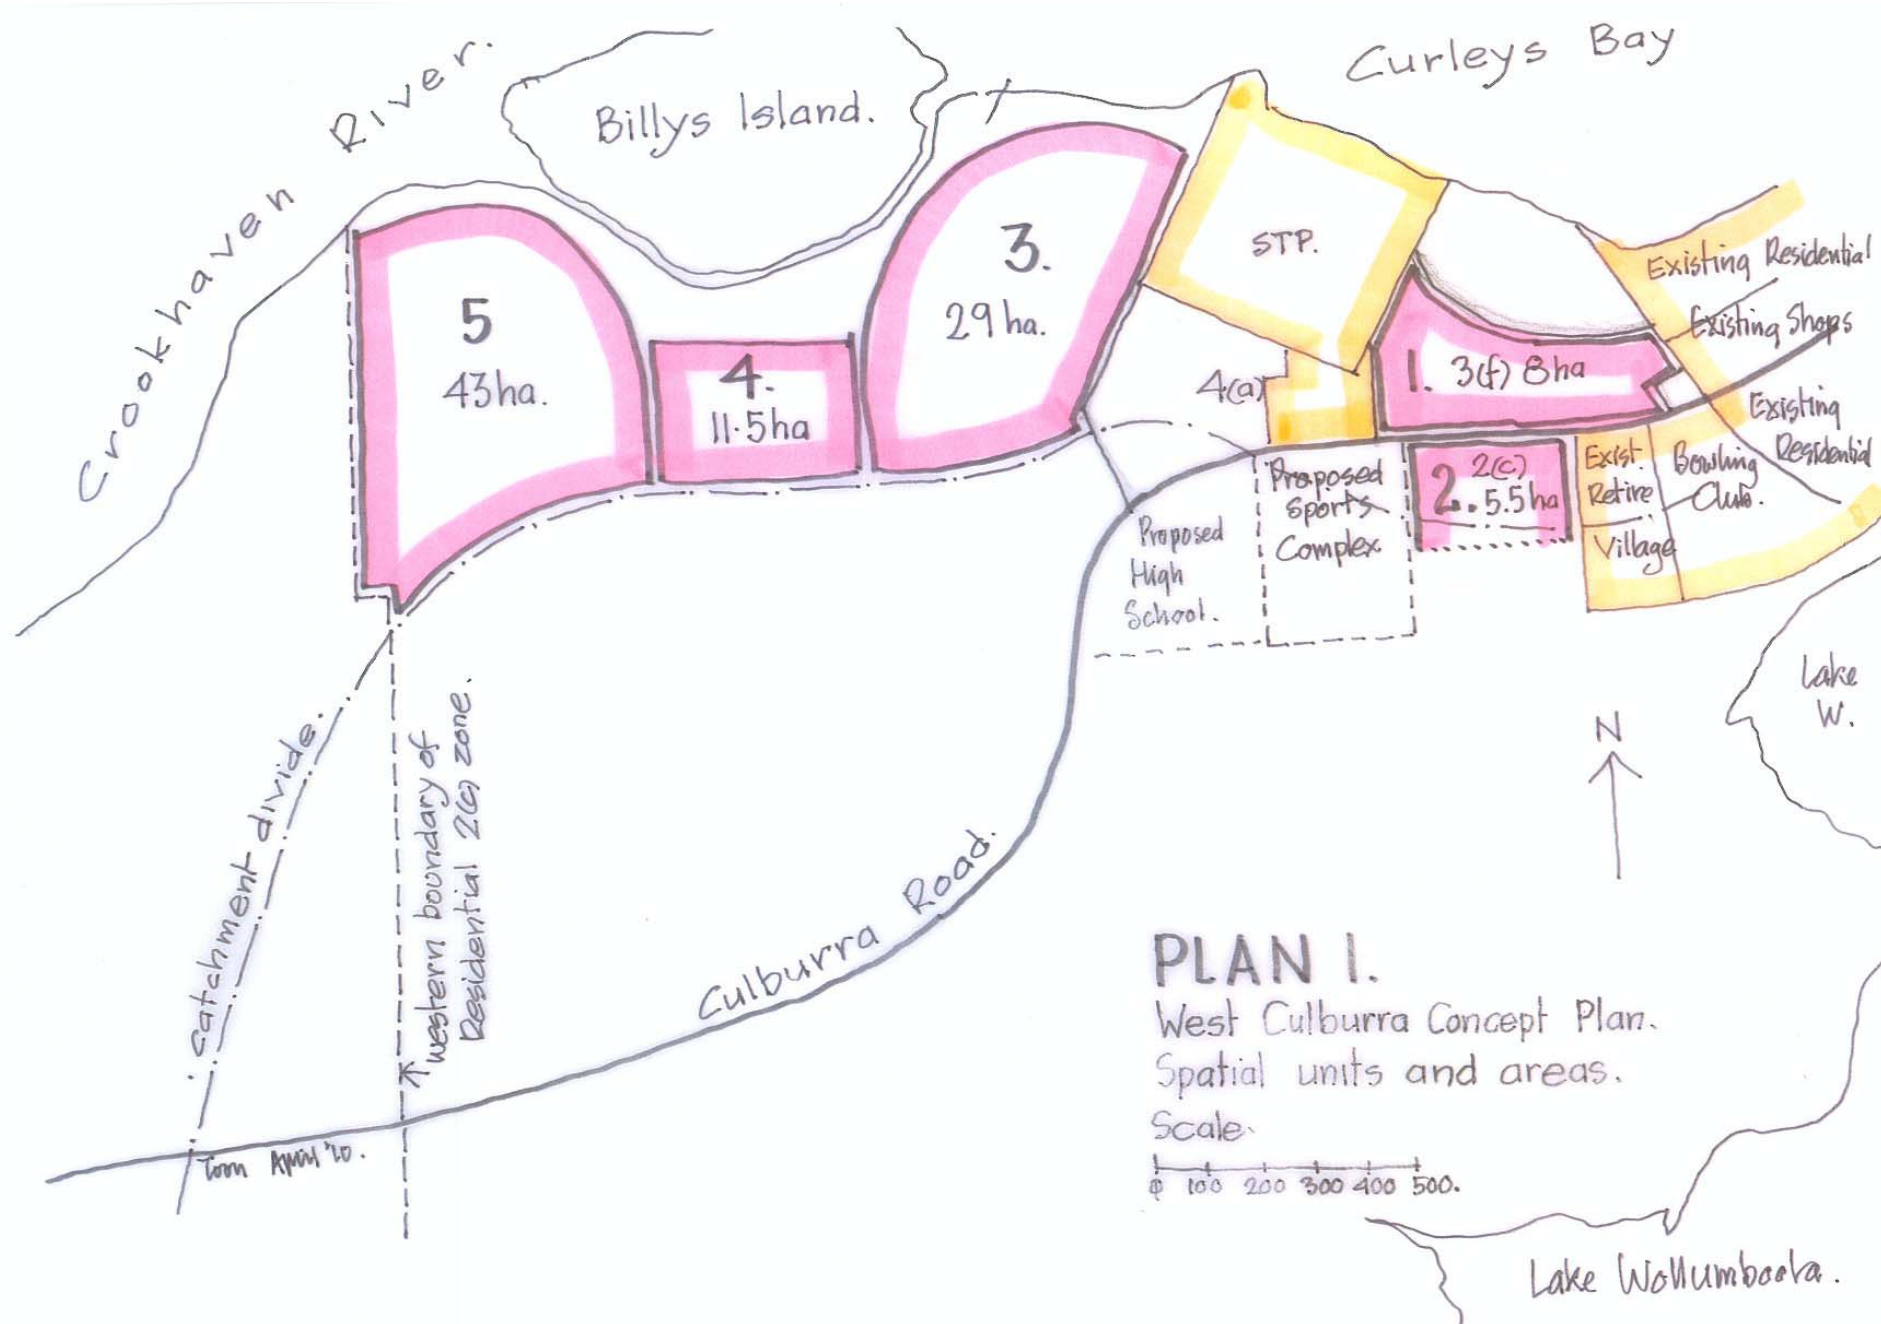 Crookhaven River.
Billys Island.
Curleys Bay
5
43ha.
4.
11.5ha
3.
29 ha.
STP.
4(a)
1. 3(f) 8ha
2. 2(c)
5.5ha
Existing Residential
Existing Shops
Existing
Residential
Exist.
Retire
Village
Bowling
Club.
Proposed
Sports
Complex
Proposed
High
School.
Lake
W.
N
catchment divide.
western boundary of
Residential 2(c) zone.
Culburra Road.
April '10.
PLAN 1.
West Culburra Concept Plan.
Spatial units and areas.
Scale.
0 100 200 300 400 500.
Lake Wollumboola.